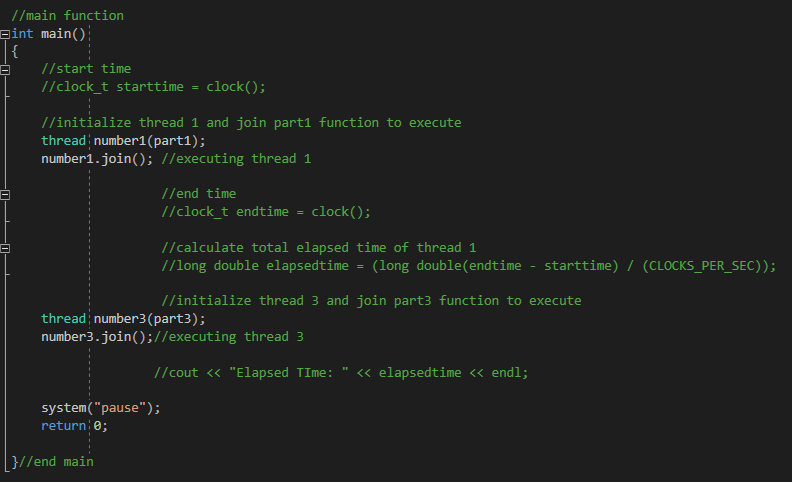 //main function
int main()
{
//start time
//clock_t starttime = clock();
//initialize thread 1 and join part1 function to execute
thread number1(part1);
number1.join(); //executing thread 1
//end time
//clock_t endtime = clock();
//calculate total elapsed time of thread 1
//long double elapsedtime = (long double(endtime - starttime) / (CLOCKS_PER_SEC));
//initialize thread 3 and join part3 function to execute
thread number3(part3);
number3.join();//executing thread 3
//cout << "Elapsed TIme: " << elapsedtime << endl;
system("pause");
return 0;
}//end main